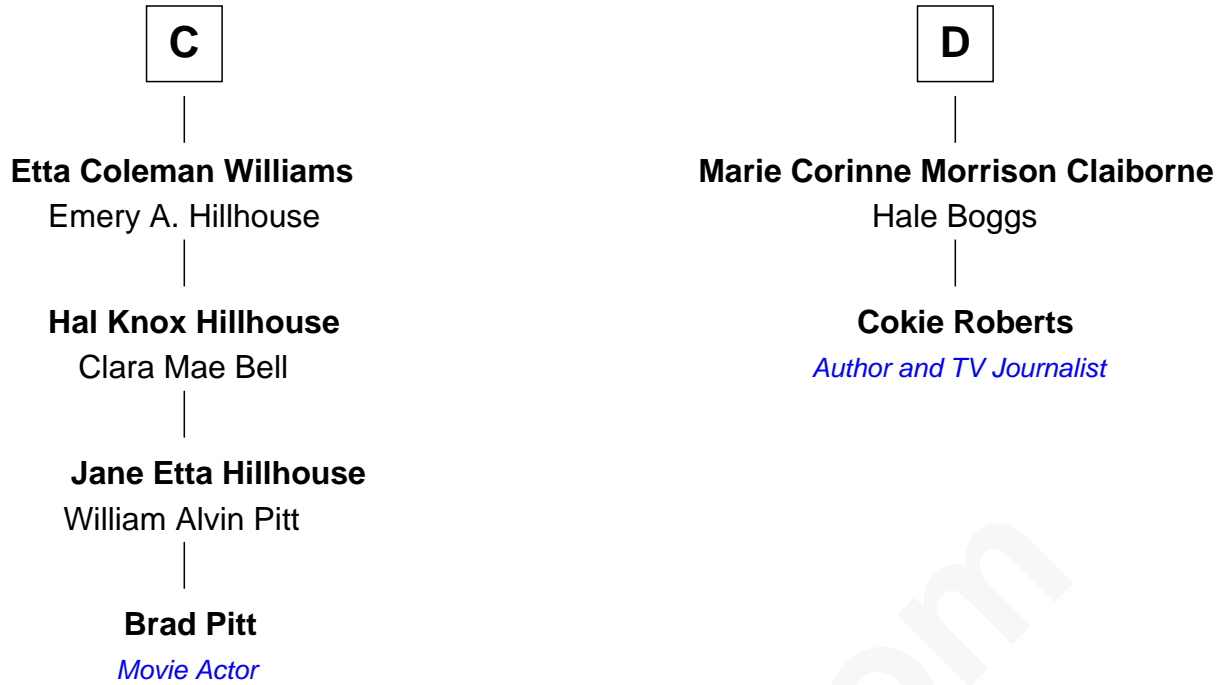 C
Etta Coleman Williams
Emery A. Hillhouse
Hal Knox Hillhouse
Clara Mae Bell
Jane Etta Hillhouse
William Alvin Pitt
Brad Pitt
Movie Actor
D
Marie Corinne Morrison Claiborne
Hale Boggs
Cokie Roberts
Author and TV Journalist
om